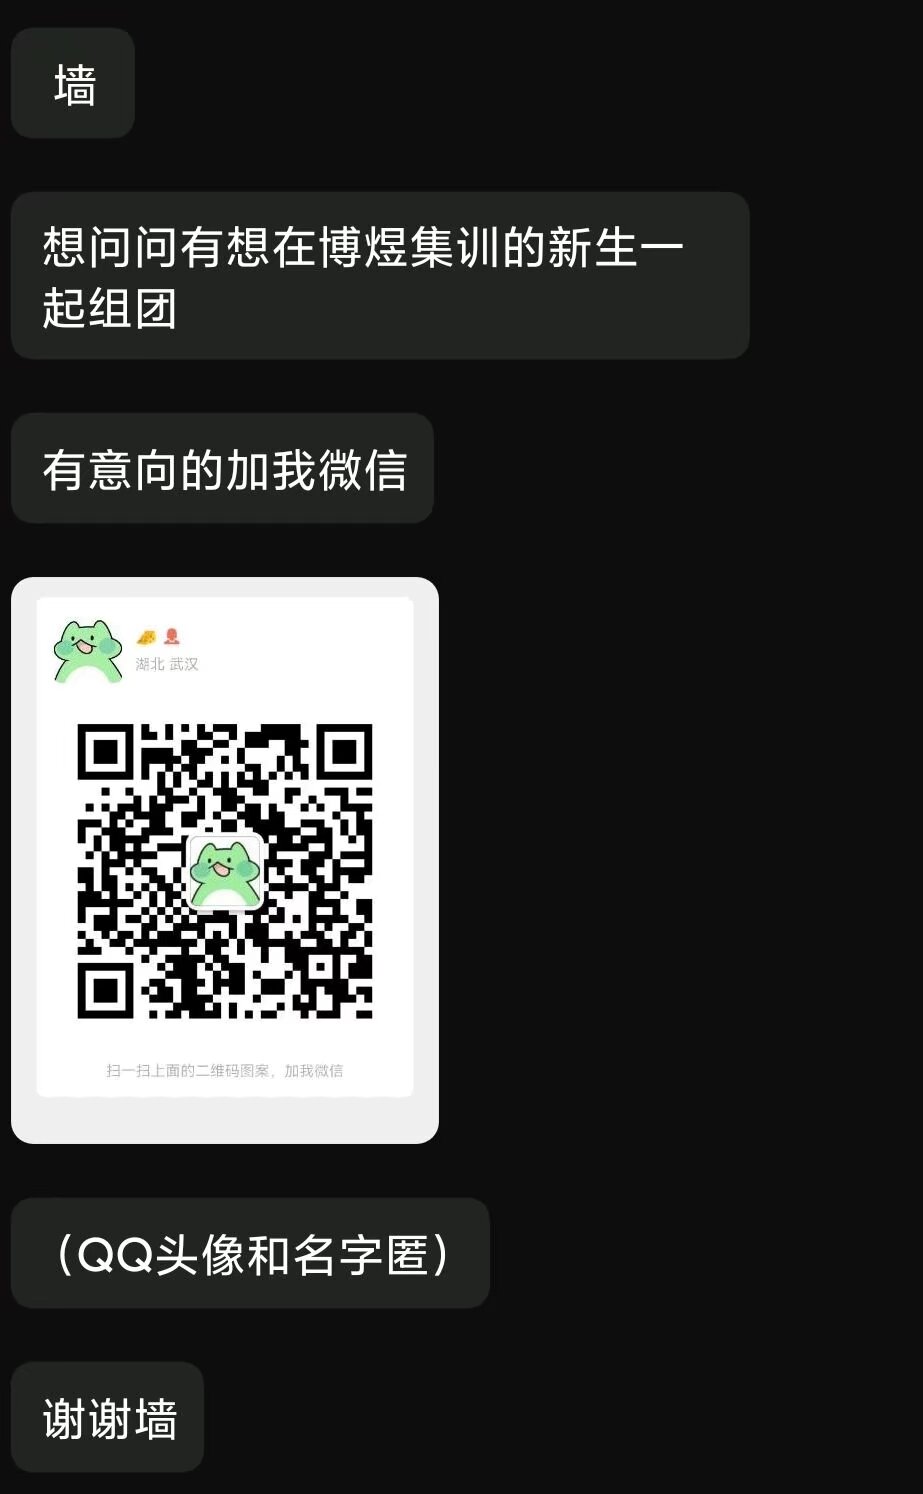 墙
想问问有想在博煜集训的新生一
起组团
有意向的加我微信
湖北 武汉
扫一扫上面的二维码图案，加我微信
（QQ头像和名字匿）
谢谢墙